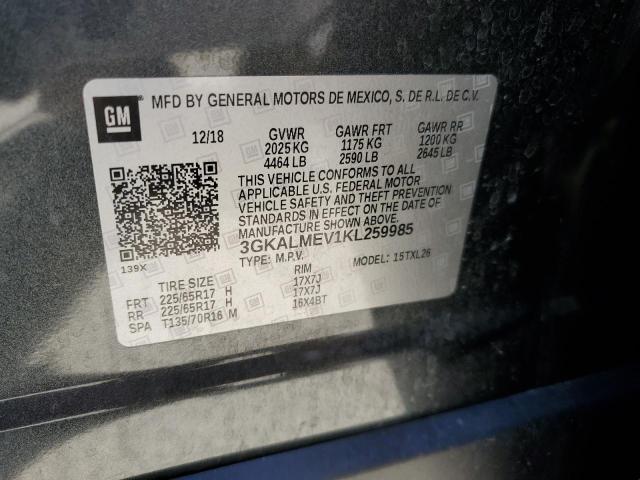 GM
MFD BY GENERAL MOTORS DE MEXICO, S. DE R.L. DE C.V.
12/18 GVWR GAWR FRT GAWR RR
2025 KG 1175 KG 1200 KG
4464 LB 2590 LB 2645 LB
THIS VEHICLE CONFORMS TO ALL
APPLICABLE U.S. FEDERAL MOTOR
VEHICLE SAFETY AND THEFT PREVENTION
STANDARDS IN EFFECT ON THE DATE OF
MANUFACTURE SHOWN ABOVE.
3GKALMEV1KL259985
139X
TYPE: M.P.V. MODEL: 15TXL26
TIRE SIZE RIM
FRT 225/65R17 H 17X7J
RR 225/65R17 H 17X7J
SPA T135/70R16 M 16X4BT